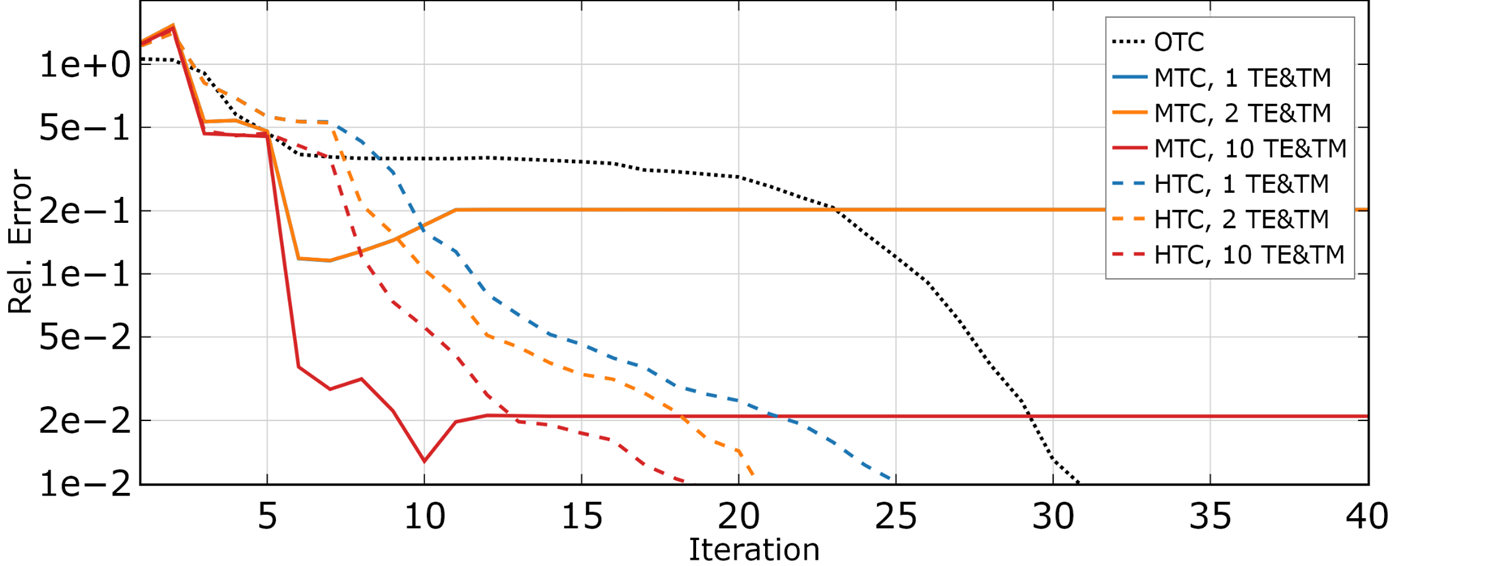 1e+0
5e−1
2e−1
1e−1
5e−2
2e−2
1e−2
Rel. Error
5 10 15 20 25 30 35 40
Iteration
OTC
MTC, 1 TE&TM
MTC, 2 TE&TM
MTC, 10 TE&TM
HTC, 1 TE&TM
HTC, 2 TE&TM
HTC, 10 TE&TM